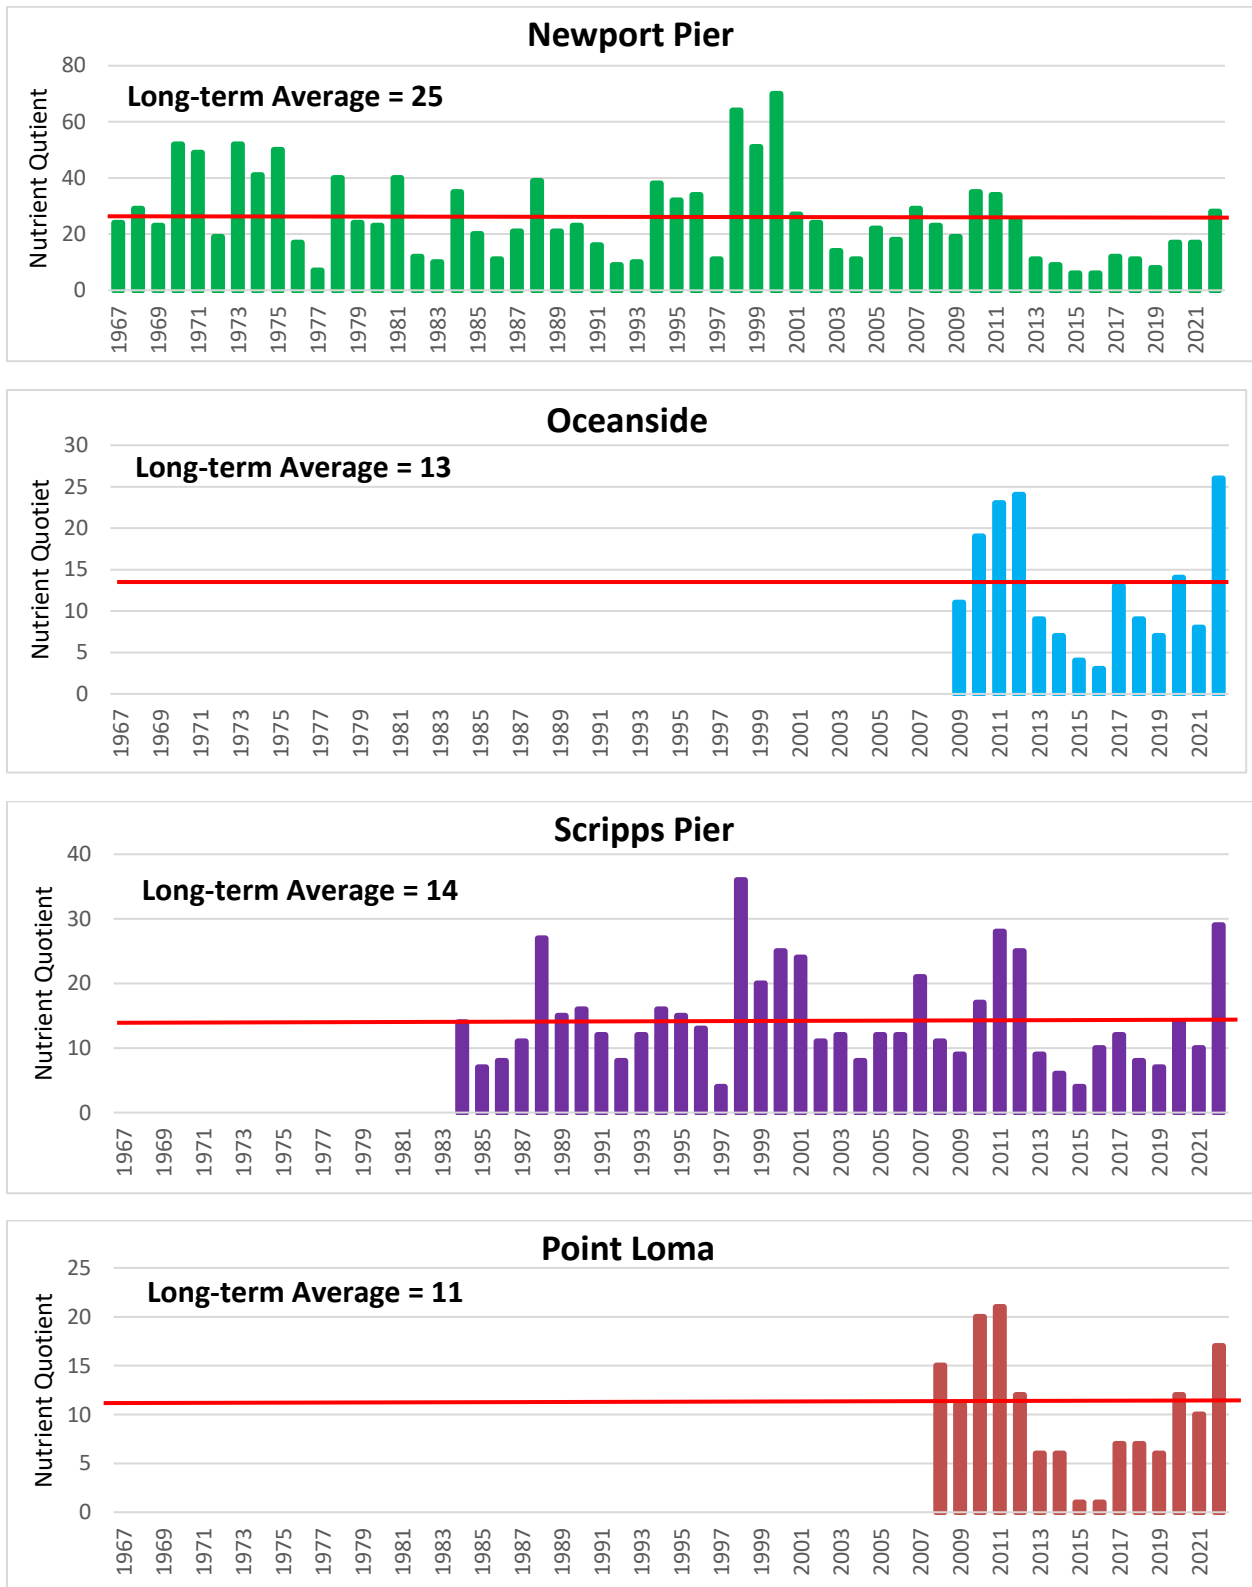 Newport Pier
Long-term Average = 25
Nutrient Qutient
80
60
40
20
0
1967 1969 1971 1973 1975 1977 1979 1981 1983 1985 1987 1989 1991 1993 1995 1997 1999 2001 2003 2005 2007 2009 2011 2013 2015 2017 2019 2021
Oceanside
Long-term Average = 13
Nutrient Quotiet
30
25
20
15
10
5
0
1967 1969 1971 1973 1975 1977 1979 1981 1983 1985 1987 1989 1991 1993 1995 1997 1999 2001 2003 2005 2007 2009 2011 2013 2015 2017 2019 2021
Scripps Pier
Long-term Average = 14
Nutrient Quotient
40
30
20
10
0
1967 1969 1971 1973 1975 1977 1979 1981 1983 1985 1987 1989 1991 1993 1995 1997 1999 2001 2003 2005 2007 2009 2011 2013 2015 2017 2019 2021
Point Loma
Long-term Average = 11
Nutrient Quotient
25
20
15
10
5
0
1967 1969 1971 1973 1975 1977 1979 1981 1983 1985 1987 1989 1991 1993 1995 1997 1999 2001 2003 2005 2007 2009 2011 2013 2015 2017 2019 2021